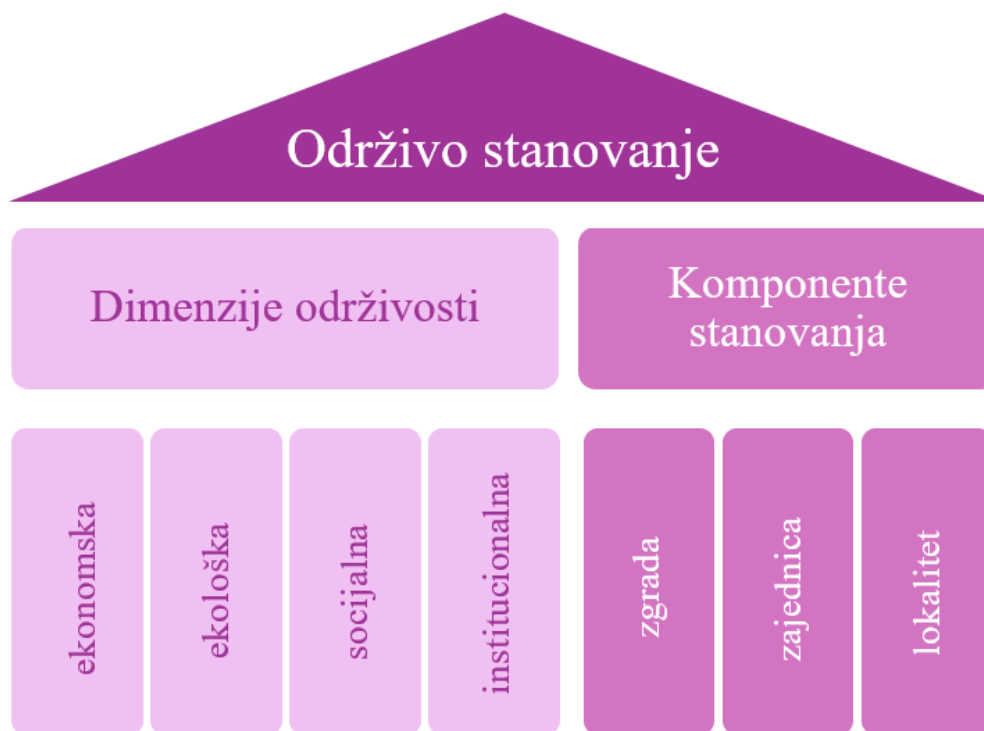 Održivo stanovanje
Dimenzije održivosti
Komponente
stanovanja
ekonomska
ekološka
socijalna
institucionalna
zgrada
zajednica
lokalitet